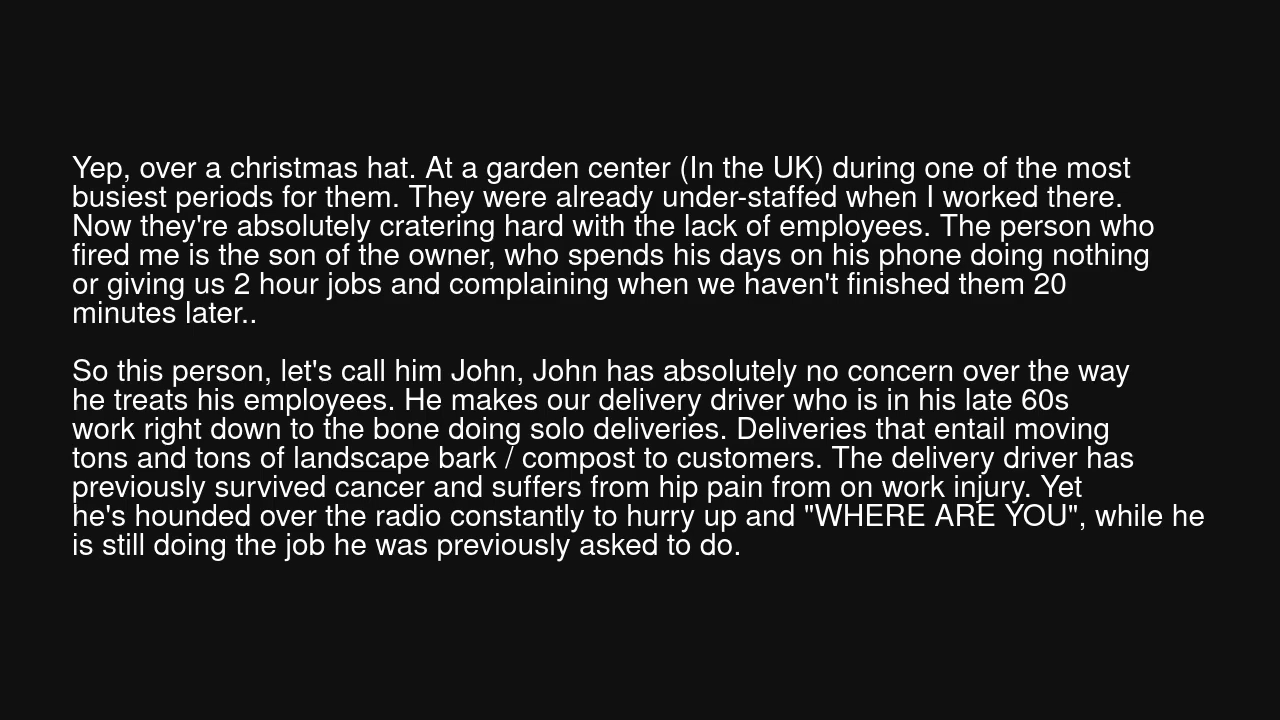 Yep, over a christmas hat. At a garden center (In the UK) during one of the most
busiest periods for them. They were already under-staffed when I worked there.
Now they're absolutely cratering hard with the lack of employees. The person who
fired me is the son of the owner, who spends his days on his phone doing nothing
or giving us 2 hour jobs and complaining when we haven't finished them 20
minutes later..
So this person, let's call him John, John has absolutely no concern over the way
he treats his employees. He makes our delivery driver who is in his late 60s
work right down to the bone doing solo deliveries. Deliveries that entail moving
tons and tons of landscape bark / compost to customers. The delivery driver has
previously survived cancer and suffers from hip pain from on work injury. Yet
he's hounded over the radio constantly to hurry up and "WHERE ARE YOU", while he
is still doing the job he was previously asked to do.